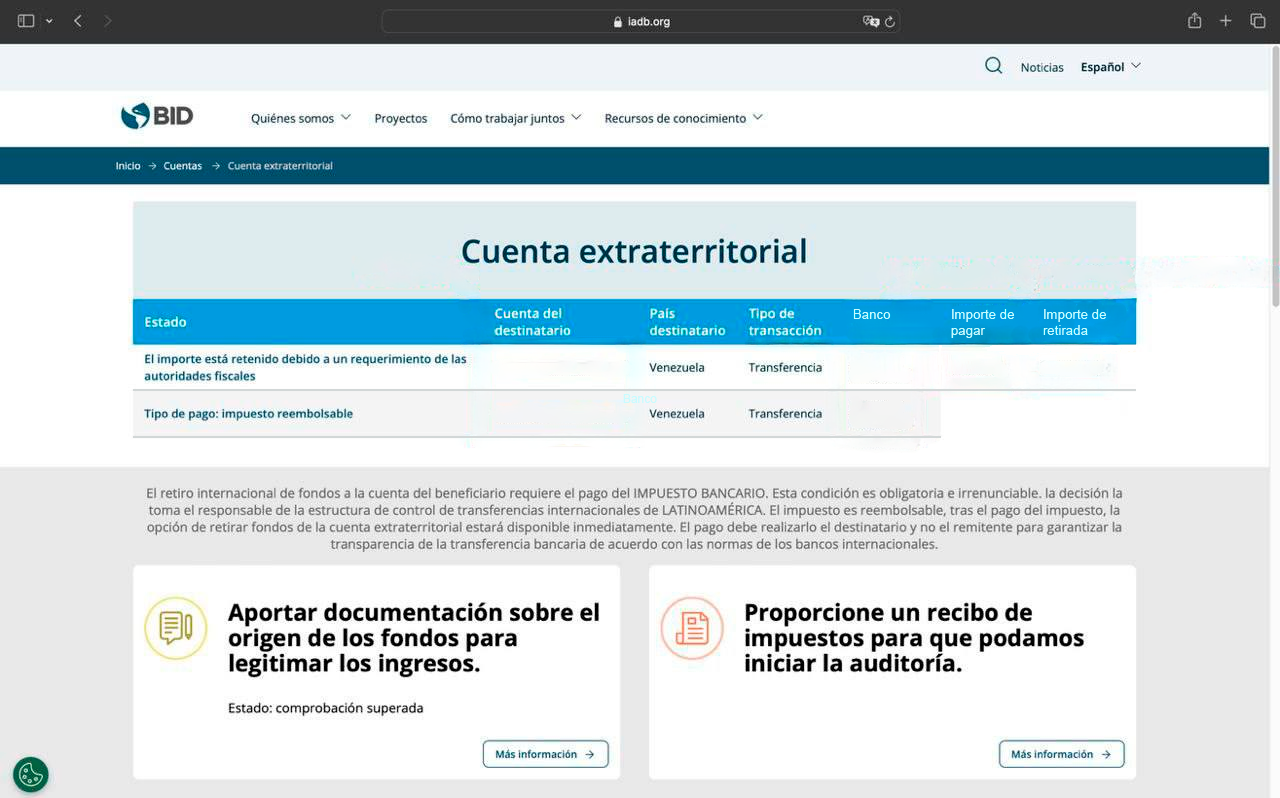 iadb.org
Noticias Español
BID
Quiénes somos Proyectos Cómo trabajar juntos Recursos de conocimiento
Inicio → Cuentas → Cuenta extraterritorial
Cuenta extraterritorial
Estado
Cuenta del
destinatario
País
destinatario
Tipo de
transacción
Banco
Importe de
pagar
Importe de
retirada
El importe está retenido debido a un requerimiento de las
autoridades fiscales
Venezuela Transferencia
Banco
Tipo de pago: impuesto reembolsable Venezuela Transferencia
El retiro internacional de fondos a la cuenta del beneficiario requiere el pago del IMPUESTO BANCARIO. Esta condición es obligatoria e irrenunciable. la decisión la
toma el responsable de la estructura de control de transferencias internacionales de LATINOAMÉRICA. El impuesto es reembolsable, tras el pago del impuesto, la
opción de retirar fondos de la cuenta extraterritorial estará disponible inmediatamente. El pago debe realizarlo el destinatario y no el remitente para garantizar la
transparencia de la transferencia bancaria de acuerdo con las normas de los bancos internacionales.
Aportar documentación sobre el
origen de los fondos para
legitimar los ingresos.
Estado: comprobación superada
Más información →
Proporcione un recibo de
impuestos para que podamos
iniciar la auditoría.
Más información →